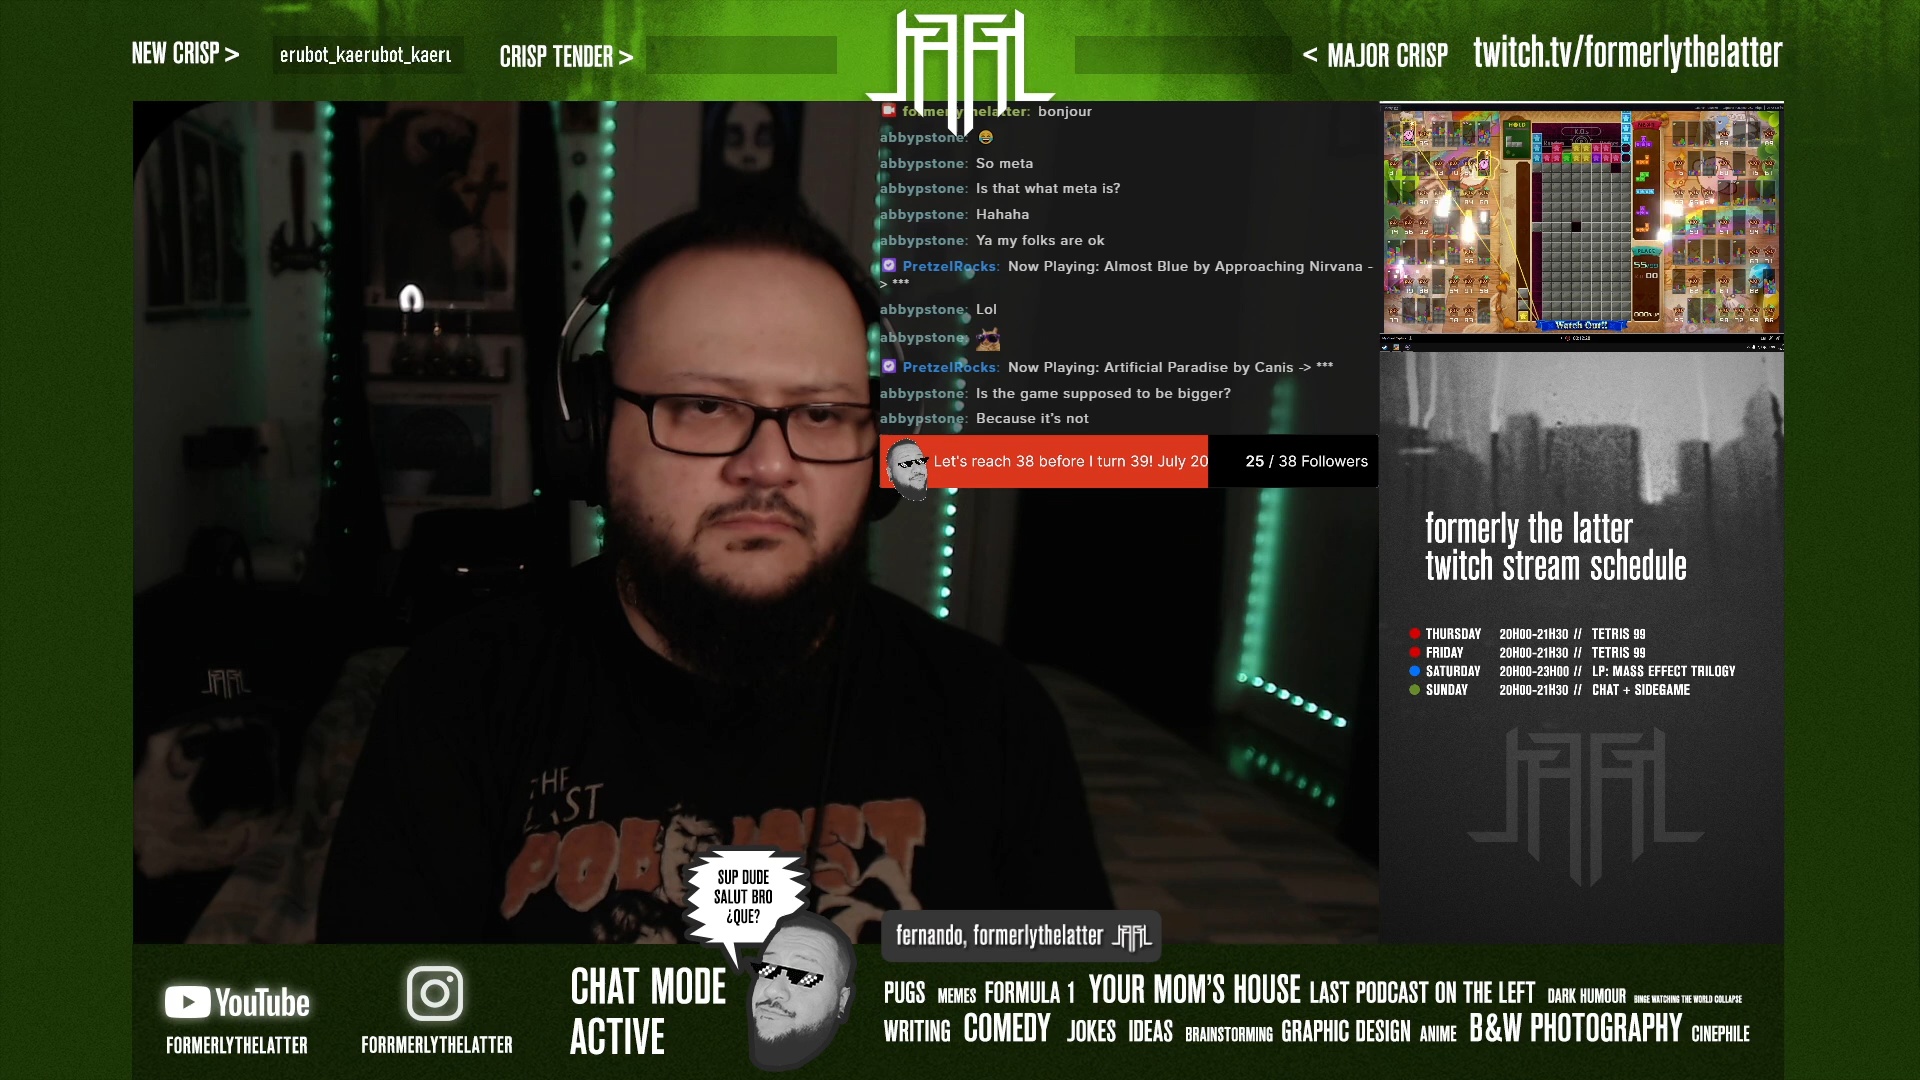 NEW CRISP >
erubot_kaerubot_kaeru
CRISP TENDER >
< MAJOR CRISP
twitch.tv/formerlythelatter
formerlythelatter: bonjour
abbypstone: 😂
abbypstone: So meta
abbypstone: Is that what meta is?
abbypstone: Hahaha
abbypstone: Ya my folks are ok
PretzelRocks: Now Playing: Almost Blue by Approaching Nirvana -
> ***
abbypstone: Lol
abbypstone:
PretzelRocks: Now Playing: Artificial Paradise by Canis -> ***
abbypstone: Is the game supposed to be bigger?
abbypstone: Because it's not
Let's reach 38 before I turn 39! July 20
25 / 38 Followers
HOLD
NEXT
K.O.s
PLACE
Watch Out!!
formerly the latter
twitch stream schedule
THURSDAY 20H00-21H30 // TETRIS 99
FRIDAY 20H00-21H30 // TETRIS 99
SATURDAY 20H00-23H00 // LP: MASS EFFECT TRILOGY
SUNDAY 20H00-21H30 // CHAT + SIDEGAME
THE
LAST
SUP DUDE
SALUT BRO
¿QUE?
fernando, formerlythelatter
YouTube
FORMERLYTHELATTER
FORRMERLYTHELATTER
CHAT MODE
ACTIVE
PUGS MEMES FORMULA 1 YOUR MOM'S HOUSE LAST PODCAST ON THE LEFT DARK HUMOUR BINGE WATCHING THE WORLD COLLAPSE
WRITING COMEDY JOKES IDEAS BRAINSTORMING GRAPHIC DESIGN ANIME B&W PHOTOGRAPHY CINEPHILE